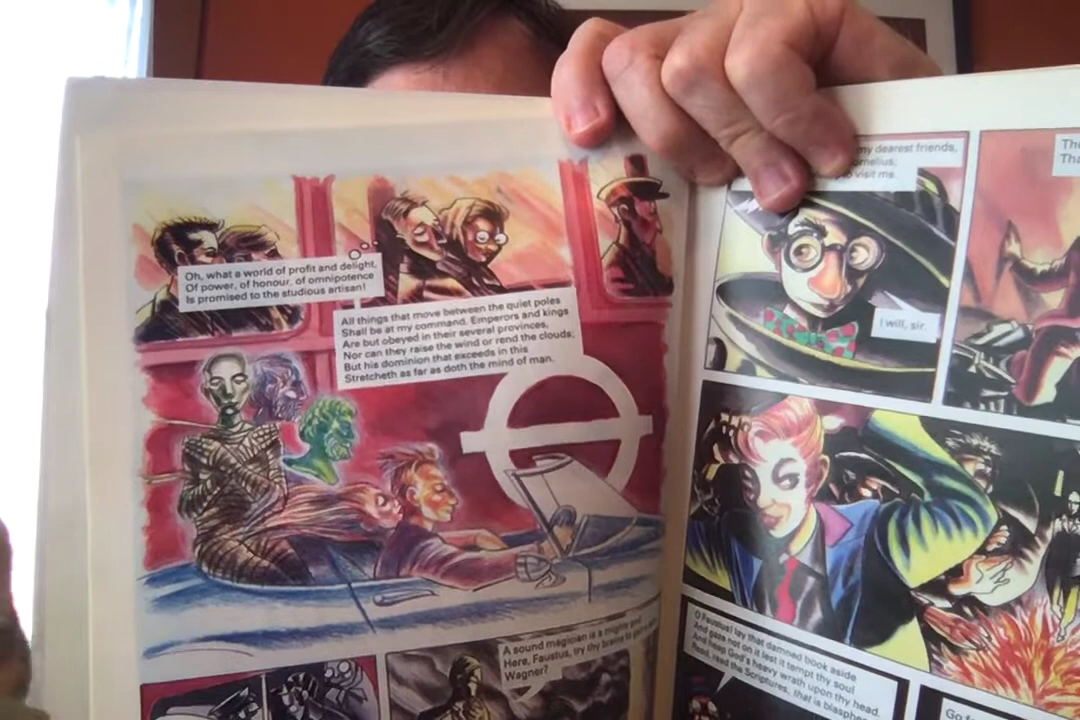 Oh, what a world of profit and delight,
Of power, of honour, of omnipotence
Is promised to the studious artisan!
All things that move between the quiet poles
Shall be at my command. Emperors and kings
Are but obeyed in their several provinces,
Nor can they raise the wind or rend the clouds;
But his dominion that exceeds in this
Stretcheth as far as doth the mind of man.
A sound magician is a mighty
Here, Faustus, try thy brains to
Wagner?
my dearest friends,
visit me.
I will, sir.
O Faustus! lay that damned book aside
And gaze not on it lest it tempt thy soul
And heap God's heavy wrath upon thy head.
Read, read the Scriptures, that is
Go